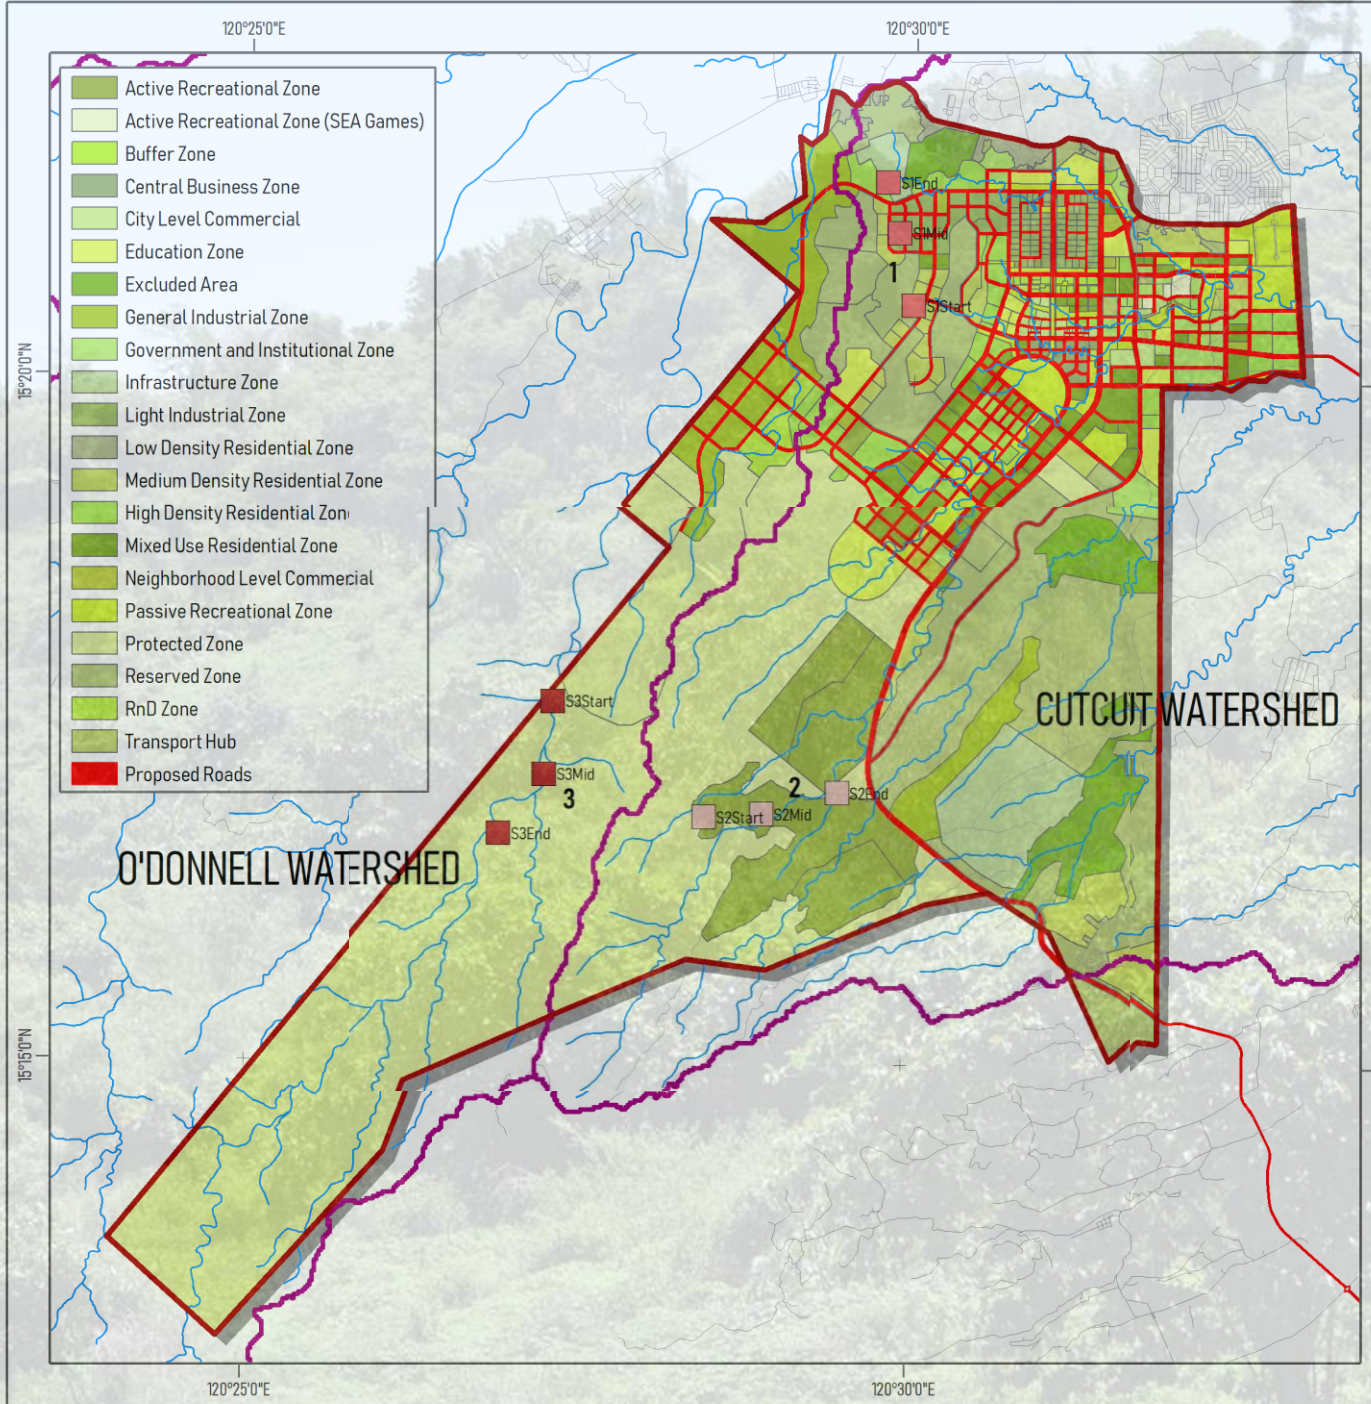 120°25'0"E
120°30'0"E
Active Recreational Zone
Active Recreational Zone (SEA Games)
Buffer Zone
Central Business Zone
City Level Commercial
Education Zone
Excluded Area
General Industrial Zone
Government and Institutional Zone
Infrastructure Zone
Light Industrial Zone
Low Density Residential Zone
Medium Density Residential Zone
High Density Residential Zone
Mixed Use Residential Zone
Neighborhood Level Commercial
Passive Recreational Zone
Protected Zone
Reserved Zone
RnD Zone
Transport Hub
Proposed Roads
15°20'0"N
S1End
S1Mid
1
S1Start
S3Start
CUTCUIT WATERSHED
S3Mid
3
2
S2End
S2Start
S2Mid
S3End
O'DONNELL WATERSHED
15°15'0"N
120°25'0"E
120°30'0"E